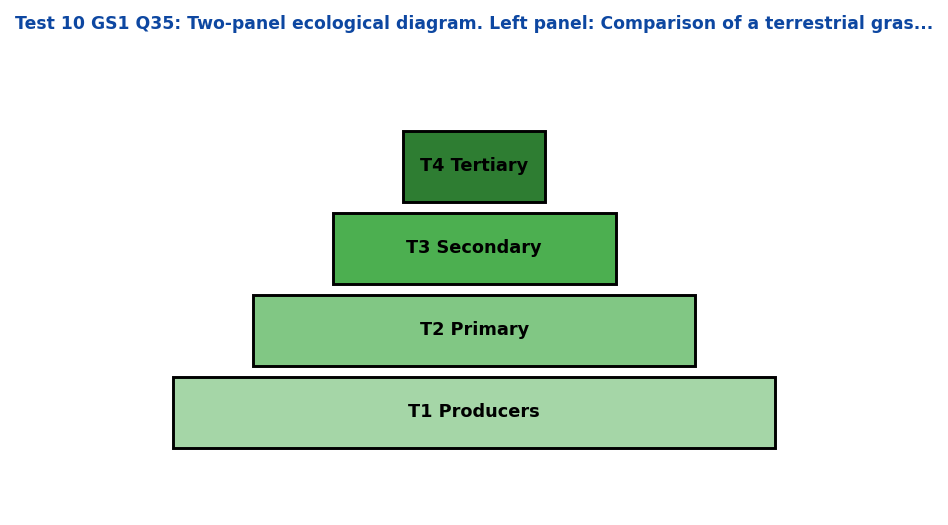 Test 10 GS1 Q35: Two-panel ecological diagram. Left panel: Comparison of a terrestrial gras...
T4 Tertiary
T3 Secondary
T2 Primary
T1 Producers